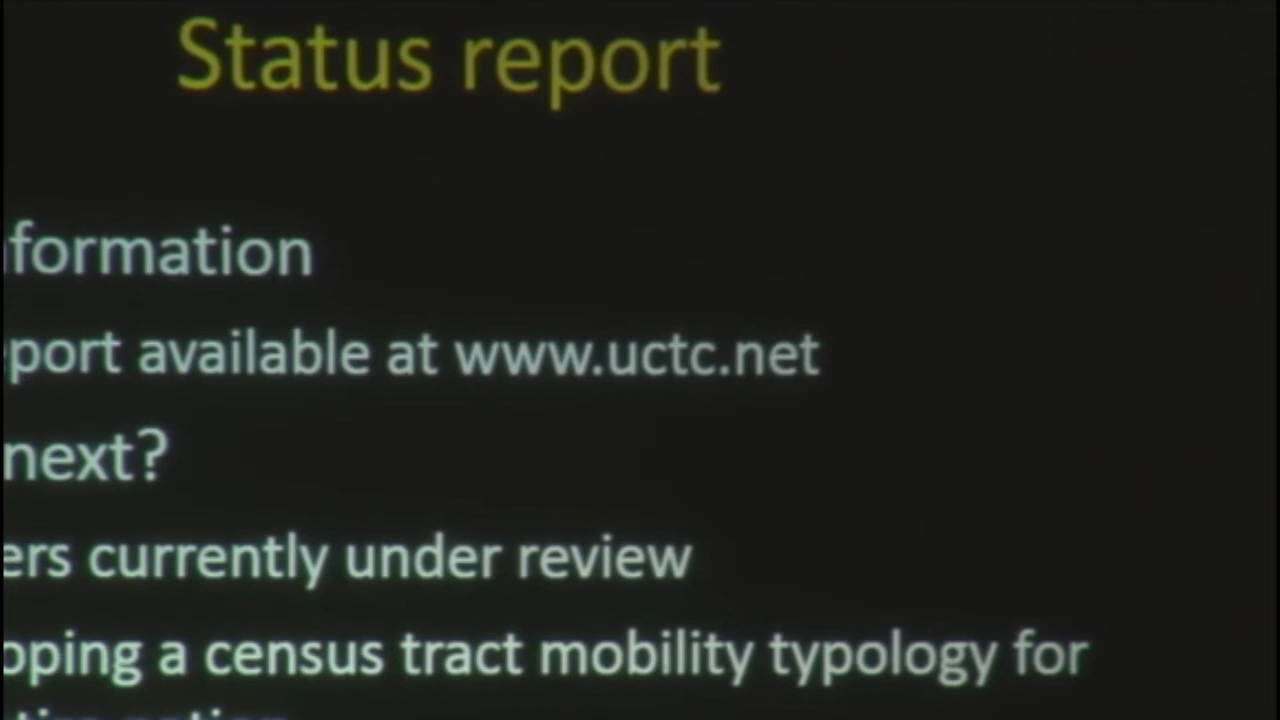 Status report
formation
port available at www.uctc.net
next?
ers currently under review
oping a census tract mobility typology for